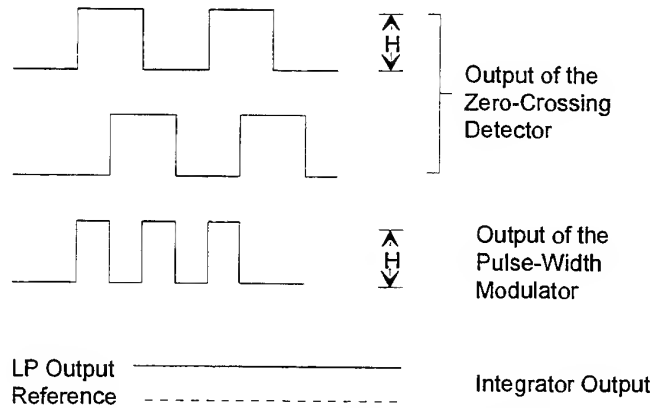 H
Output of the
Zero-Crossing
Detector
H
Output of the
Pulse-Width
Modulator
LP Output
Reference
Integrator Output